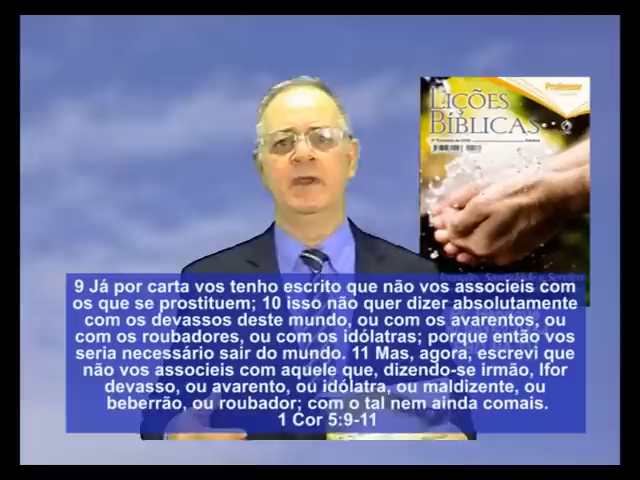 Professor
LIÇÕES
BÍBLICAS
9 Já por carta vos tenho escrito que não vos associeis com
os que se prostituem; 10 isso não quer dizer absolutamente
com os devassos deste mundo, ou com os avarentos, ou
com os roubadores, ou com os idólatras; porque então vos
seria necessário sair do mundo. 11 Mas, agora, escrevi que
não vos associeis com aquele que, dizendo-se irmão, lfor
devasso, ou avarento, ou idólatra, ou maldizente, ou
beberrão, ou roubador; com o tal nem ainda comais.
1 Cor 5:9-11